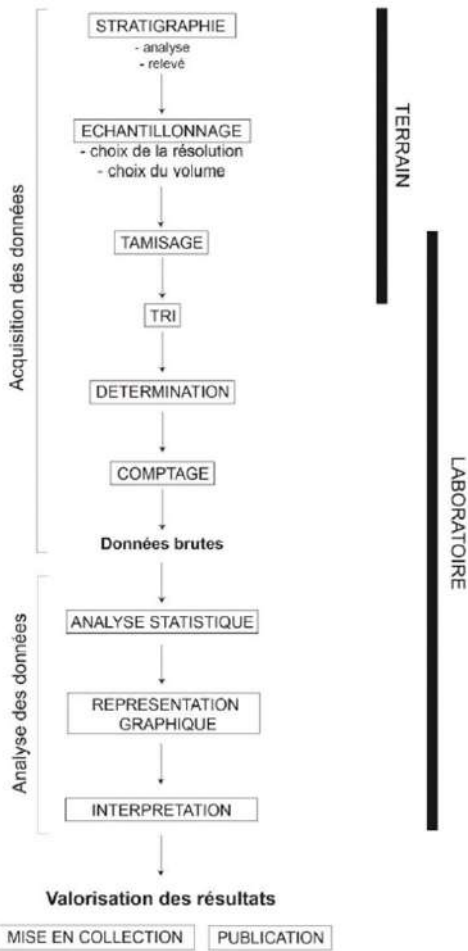 STRATIGRAPHIE
- analyse
- relevé
ECHANTILLONNAGE
- choix de la résolution
- choix du volume
TAMISAGE
TRI
DETERMINATION
COMPTAGE
Données brutes
Acquisition des données
TERRAIN
LABORATOIRE
ANALYSE STATISTIQUE
REPRESENTATION
GRAPHIQUE
INTERPRETATION
Analyse des données
Valorisation des résultats
MISE EN COLLECTION
PUBLICATION